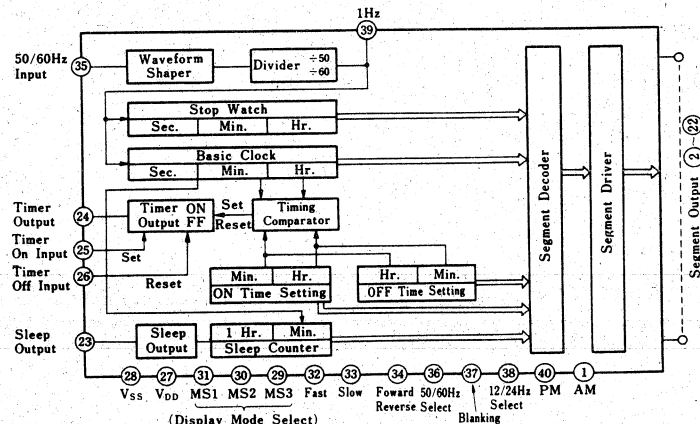 1Hz
39
50/60Hz
Input
35
Waveform
Shaper
Divider ÷50
÷60
Stop Watch
Sec. Min. Hr.
Basic Clock
Sec. Min. Hr.
Timer
Output
24
Timer ON
Output FF
Set
Reset
Timing
Comparator
Timer
On Input
25
Set
Timer
Off Input
26
Reset
Min. Hr.
ON Time Setting
Hr. Min.
OFF Time Setting
Sleep
Output
23
Sleep
Output
1 Hr. Min.
Sleep Counter
Segment Decoder
Segment Driver
Segment Output 2~22
28 27 31 30 29 32 33 34 36 37 38 40 1
VSS VDD MS1 MS2 MS3 Fast Slow Foward Reverse 50/60Hz Select Blanking 12/24Hz Select PM AM
(Display Mode Select)